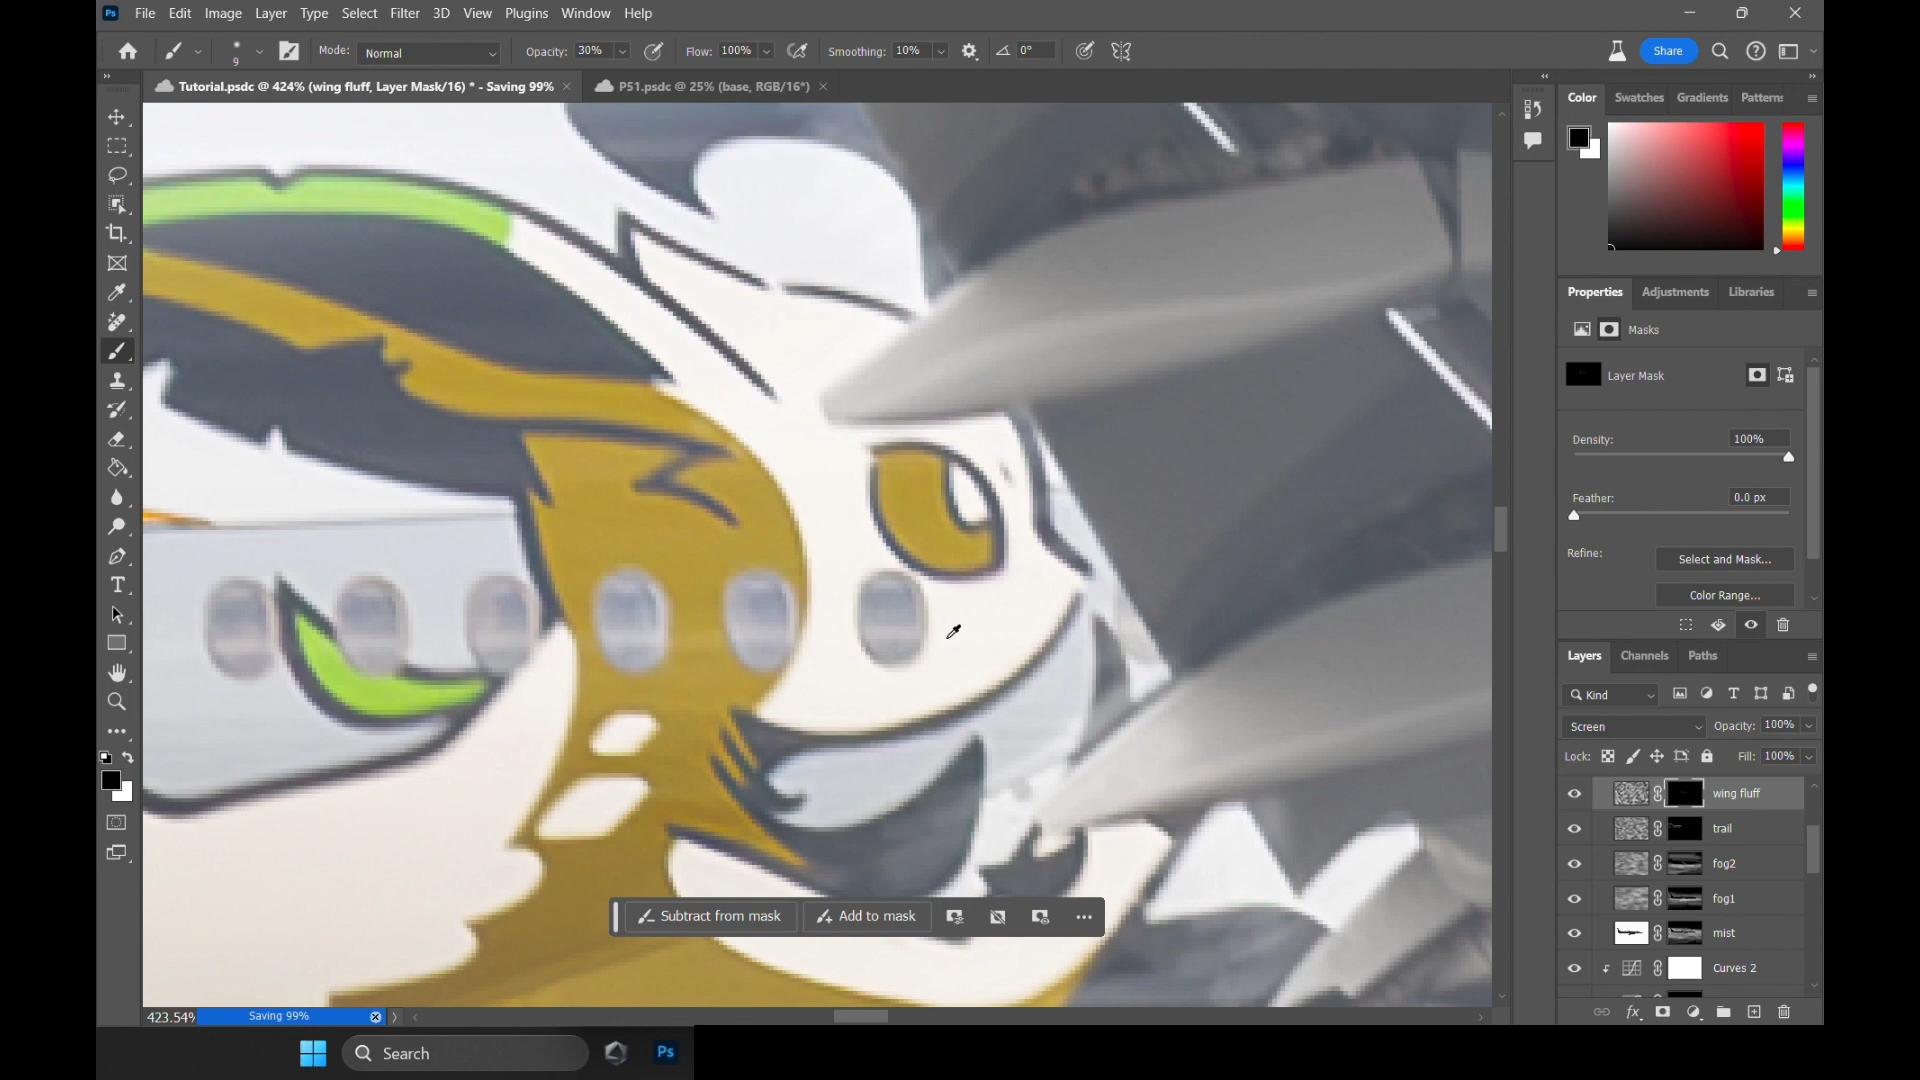 Ps File Edit Image Layer Type Select Filter 3D View Plugins Window Help
9 Mode: Normal Opacity: 30% Flow: 100% Smoothing: 10% 0° Share
Tutorial.psdc @ 424% (wing fluff, Layer Mask/16) * - Saving 99% P51.psdc @ 25% (base, RGB/16*)
Color Swatches Gradients Patterns
Properties Adjustments Libraries
Masks
Layer Mask
Density: 100%
Feather: 0.0 px
Refine: Select and Mask...
Color Range...
Layers Channels Paths
Kind
Screen Opacity: 100%
Lock: Fill: 100%
wing fluff
trail
fog2
fog1
mist
Curves 2
fx
Subtract from mask Add to mask
423.54% Saving 99%
Search Ps